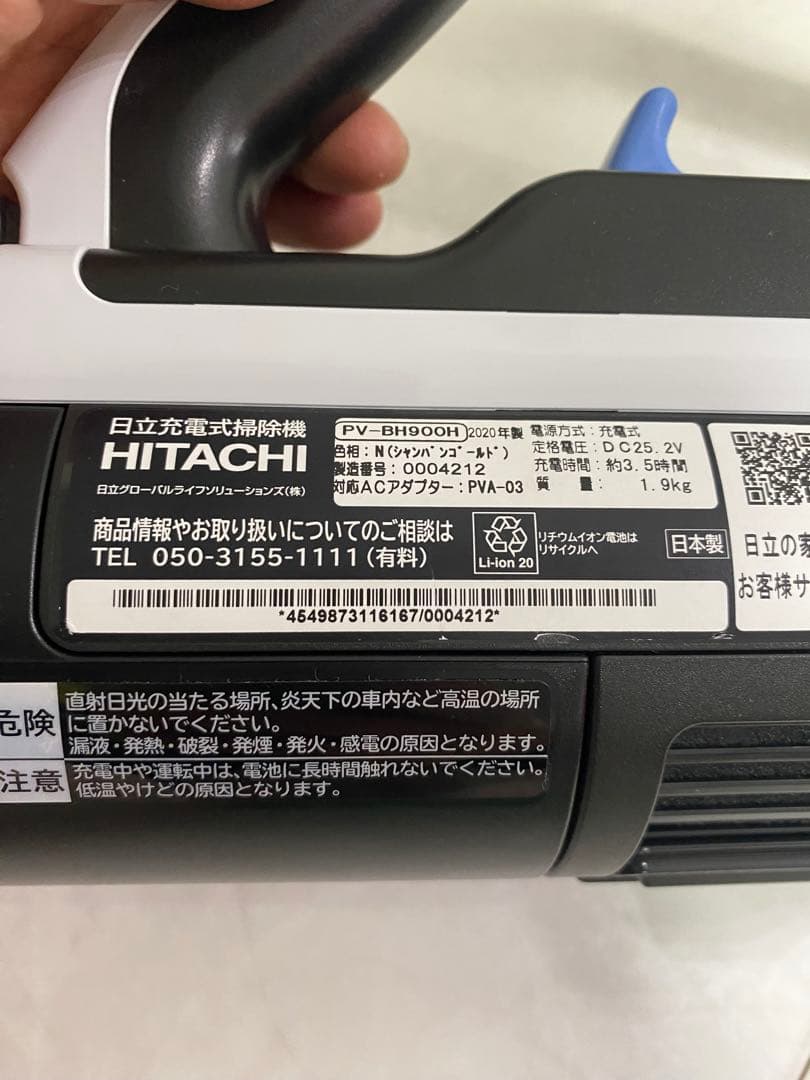 日立充電式掃除機
HITACHI
日立グローバルライフソリューションズ(株)
PV-BH900H 2020年製
色相:N(シャンパンゴールド)
製造番号:0004212
対応ACアダプター:PVA-03
電源方式:充電式
定格電圧:DC25.2V
充電時間:約3.5時間
質 量: 1.9kg
商品情報やお取り扱いについてのご相談は
TEL 050-3155-1111(有料)
Li-ion 20
リチウムイオン電池は
リサイクルへ
日本製
日立の家
お客様サ
*4549873116167/0004212*
危険
直射日光の当たる場所、炎天下の車内など高温の場所
に置かないでください。
漏液・発熱・破裂・発煙・発火・感電の原因となります。
注意
充電中や運転中は、電池に長時間触れないでください。
低温やけどの原因となります。